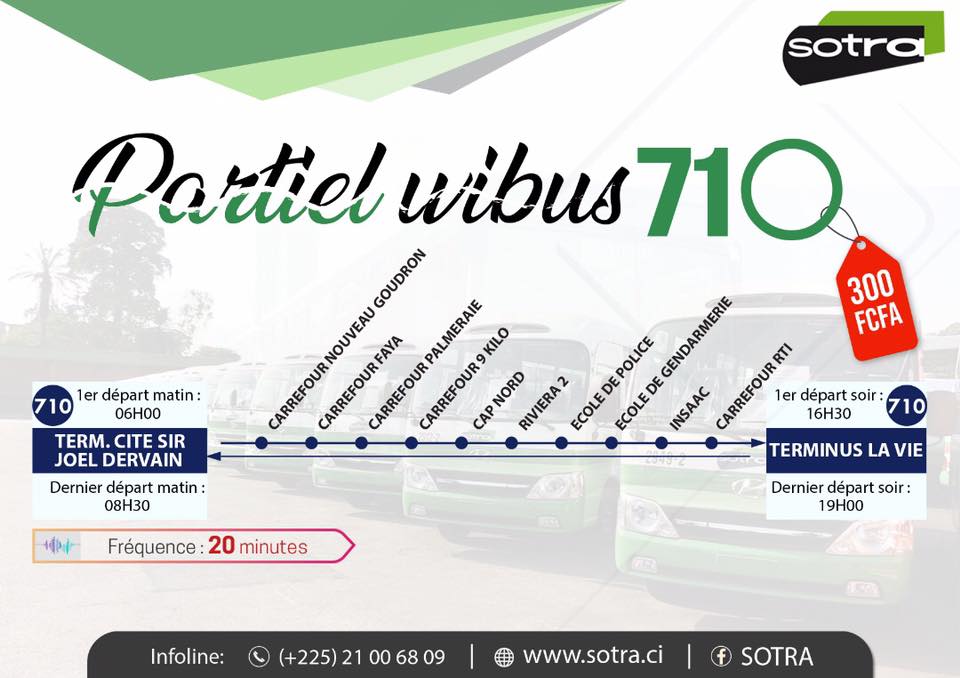 sotra
Partiel wibus 710
300
FCFA
CARREFOUR NOUVEAU GOUDRON
CARREFOUR FAYA
CARREFOUR PALMERAIE
CARREFOUR 9 KILO
CAP NORD
RIVIERA 2
ECOLE DE POLICE
ECOLE DE GENDARMERIE
INSAAC
CARREFOUR RTI
710
1er départ matin :
06H00
TERM. CITE SIR
JOEL DERVAIN
Dernier départ matin :
08H30
1er départ soir :
16H30
710
TERMINUS LA VIE
Dernier départ soir :
19H00
Fréquence : 20 minutes
Infoline: (+225) 21 00 68 09 | www.sotra.ci | SOTRA